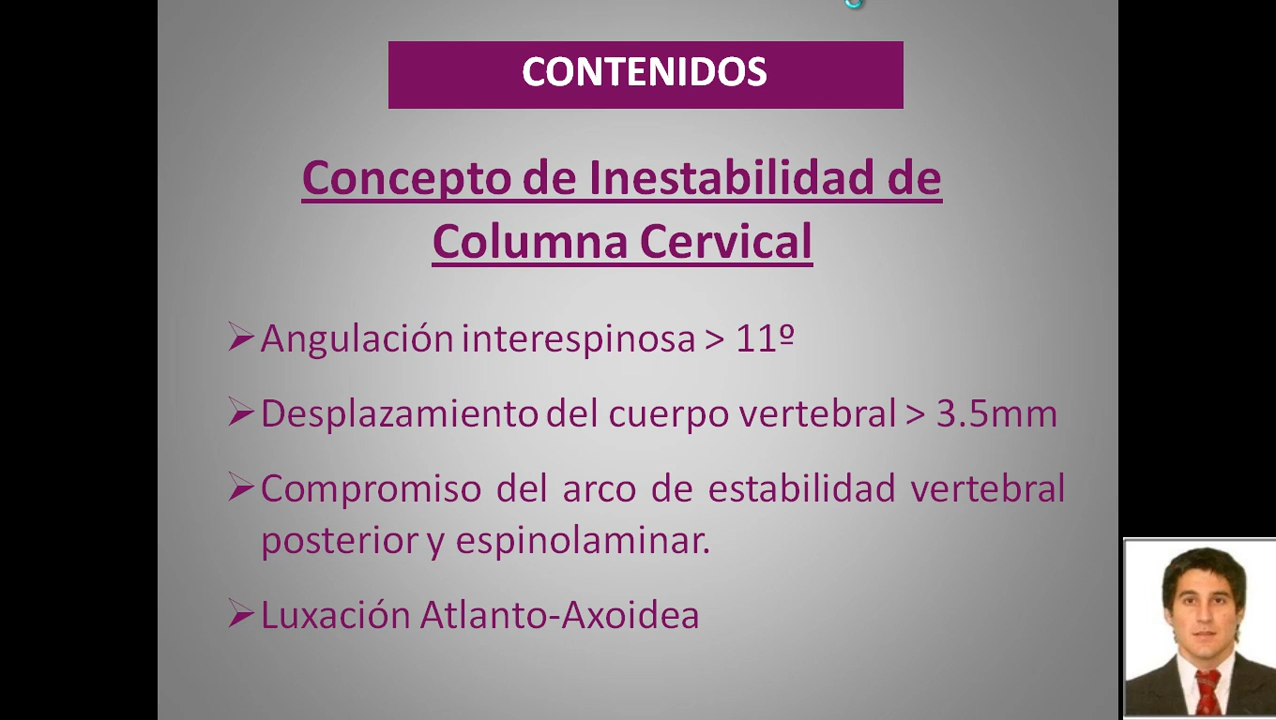 CONTENIDOS
Concepto de Inestabilidad de
Columna Cervical
Angulación interespinosa > 11º
Desplazamiento del cuerpo vertebral > 3.5mm
Compromiso del arco de estabilidad vertebral
posterior y espinolaminar.
Luxación Atlanto-Axoidea